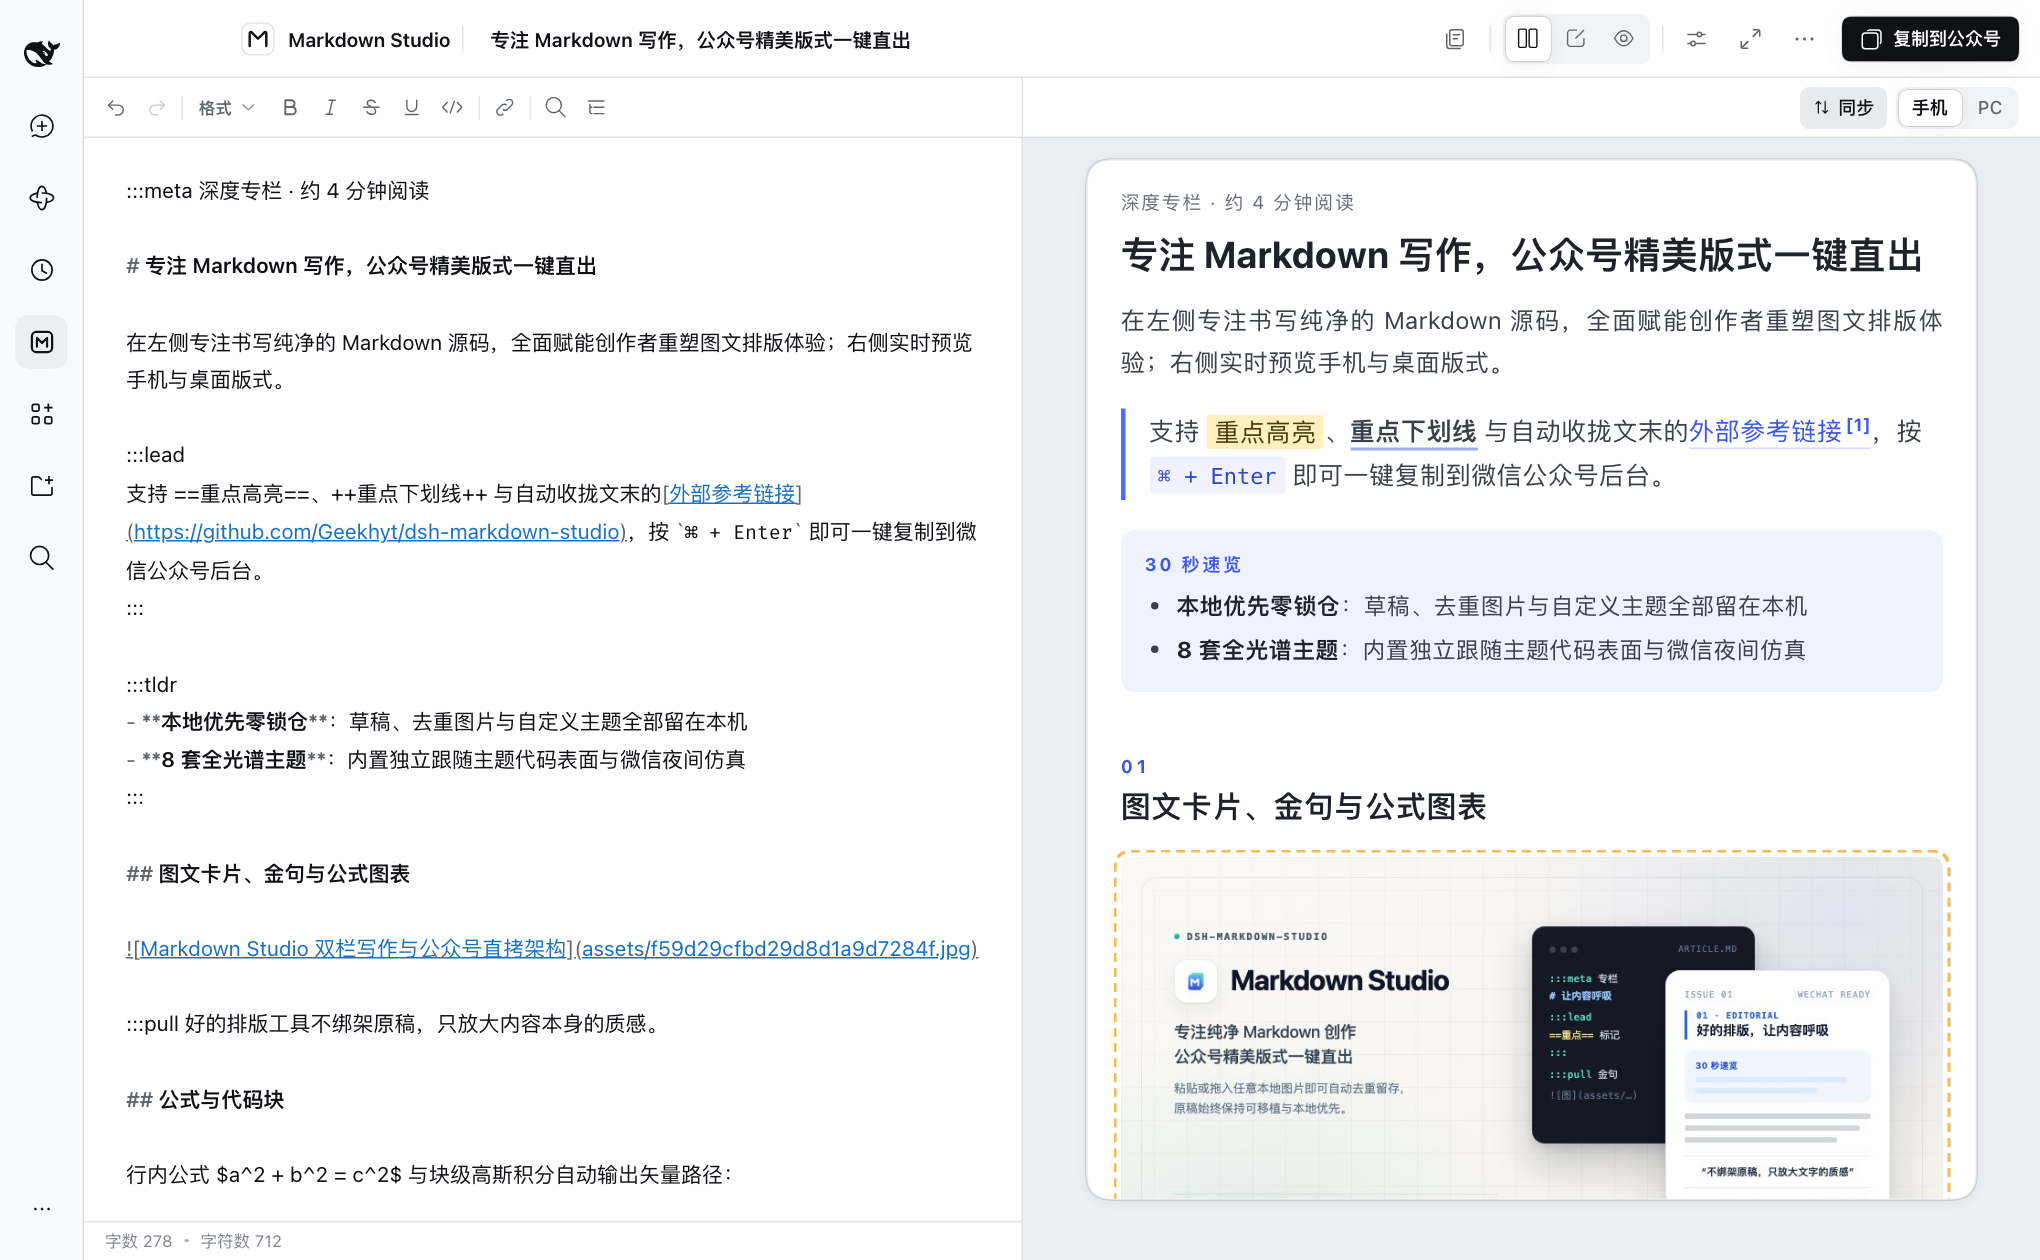 Markdown Studio
专注 Markdown 写作，公众号精美版式一键直出
复制到公众号
格式
同步
手机
PC
:::meta 深度专栏 · 约 4 分钟阅读
# 专注 Markdown 写作，公众号精美版式一键直出
在左侧专注书写纯净的 Markdown 源码，全面赋能创作者重塑图文排版体验；右侧实时预览
手机与桌面版式。
:::lead
支持 ==重点高亮==、++重点下划线++ 与自动收拢文末的[外部参考链接]
(https://github.com/Geekhyt/dsh-markdown-studio)，按 `⌘ + Enter` 即可一键复制到微
信公众号后台。
:::
:::tldr
- **本地优先零锁仓**：草稿、去重图片与自定义主题全部留在本机
- **8 套全光谱主题**：内置独立跟随主题代码表面与微信夜间仿真
:::
## 图文卡片、金句与公式图表
![Markdown Studio 双栏写作与公众号直拷架构](assets/f59d29cfbd29d8d1a9d7284f.jpg)
:::pull 好的排版工具不绑架原稿，只放大内容本身的质感。
## 公式与代码块
行内公式 $a^2 + b^2 = c^2$ 与块级高斯积分自动输出矢量路径：
字数 278 • 字符数 712
深度专栏 · 约 4 分钟阅读
专注 Markdown 写作，公众号精美版式一键直出
在左侧专注书写纯净的 Markdown 源码，全面赋能创作者重塑图文排版体
验；右侧实时预览手机与桌面版式。
支持 重点高亮 、重点下划线 与自动收拢文末的外部参考链接[1]，按
⌘ + Enter 即可一键复制到微信公众号后台。
30 秒速览
• 本地优先零锁仓：草稿、去重图片与自定义主题全部留在本机
• 8 套全光谱主题：内置独立跟随主题代码表面与微信夜间仿真
01
图文卡片、金句与公式图表
DSH-MARKDOWN-STUDIO
Markdown Studio
专注纯净 Markdown 创作
公众号精美版式一键直出
粘贴或拖入任意本地图片即可自动去重留存，
原稿始终保持可移植与本地优先。
ARTICLE.MD
:::meta 专栏
# 让内容呼吸
:::lead
==重点== 标记
:::
:::pull 金句
![图](assets/…)
ISSUE 01
WECHAT READY
01 · EDITORIAL
好的排版，让内容呼吸
30 秒速览
“不绑架原稿，只放大文字的质感”